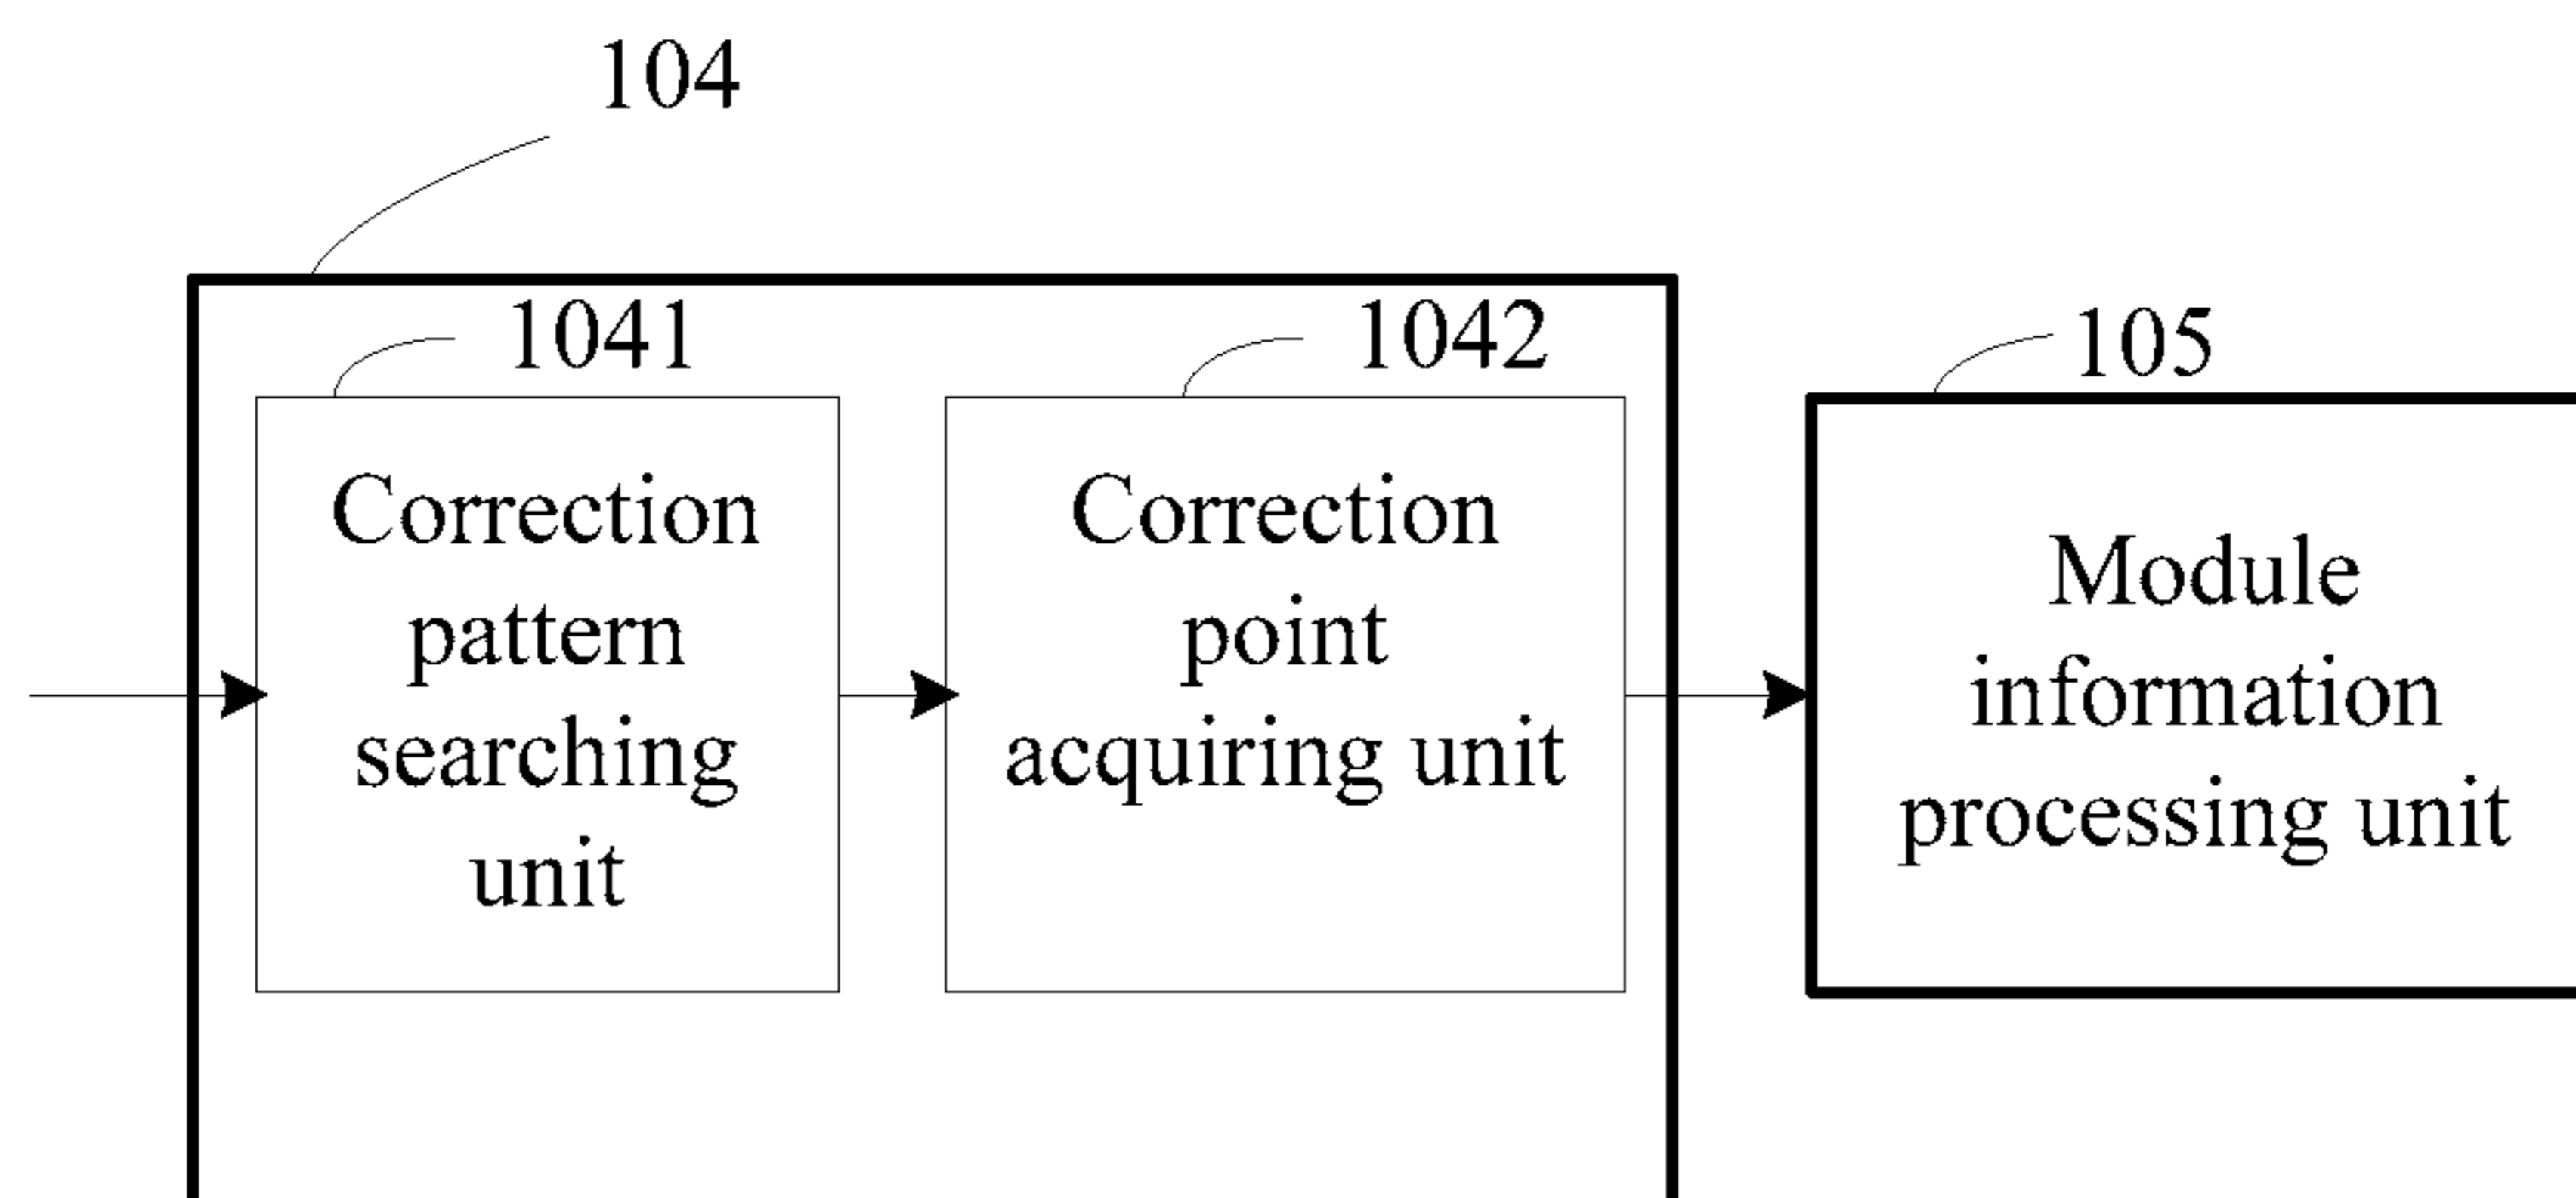 104
1041
1042
105
Correction
pattern
searching
unit
Correction
point
acquiring unit
Module
information
processing unit